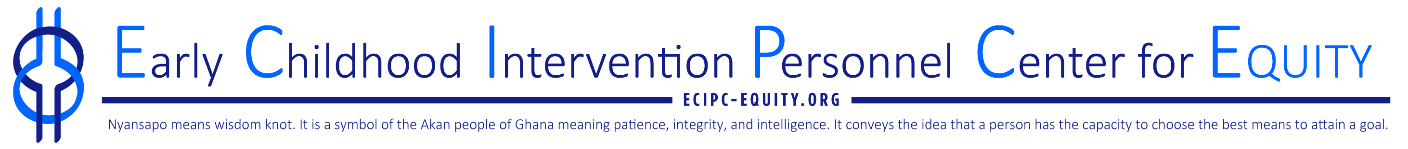 Early Childhood Intervention Personnel Center for EQUITY
ECIPC-EQUITY.ORG
Nyansapo means wisdom knot. It is a symbol of the Akan people of Ghana meaning patience, integrity, and intelligence. It conveys the idea that a person has the capacity to choose the best means to attain a goal.